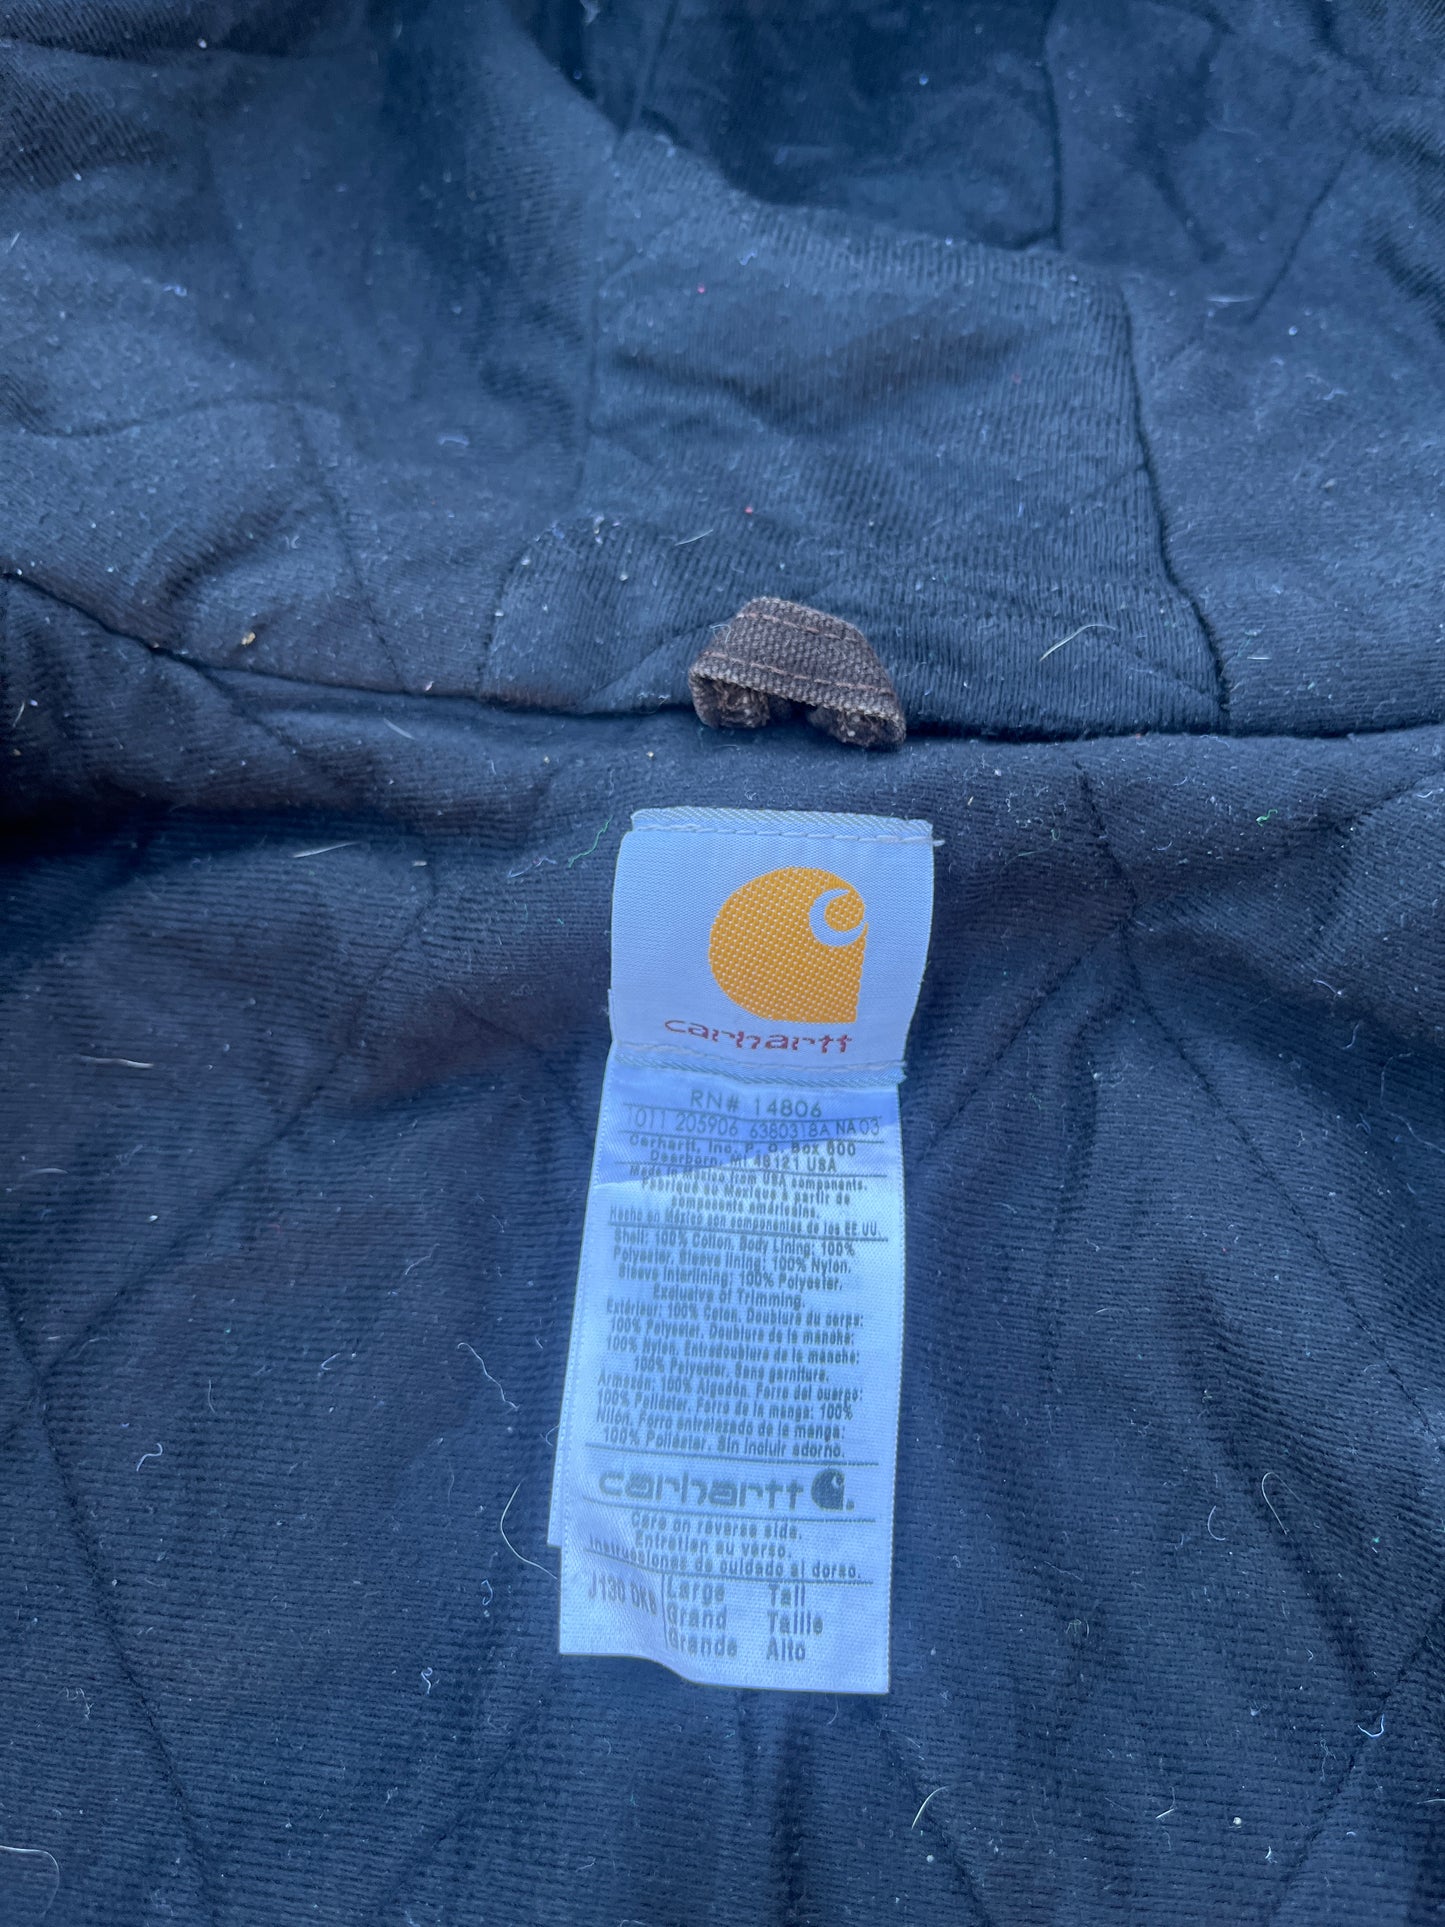 carhartt
RN# 14806
1011 205906 6380318A NA03
Carhartt, Inc. P. O. Box 600
Dearborn, MI 48121 USA
Made in Mexico from USA components.
Fabriqué au Mexique à partir de
composants américains.
Hecho en México con componentes de los EE.UU.
Shell: 100% Cotton. Body Lining: 100%
Polyester. Sleeve lining: 100% Nylon.
Sleeve Interlining: 100% Polyester.
Exclusive of Trimming.
Extérieur: 100% Coton. Doublure du corps:
100% Polyester. Doublure de la manche:
100% Nylon. Entredoublure de la manche:
100% Polyester. Sans garniture.
Armazón: 100% Algodón. Forro del cuerpo:
100% Poliéster. Forro de la manga: 100%
Nilón. Forro entrelazado de la manga:
100% Poliéster. Sin incluir adorno.
carhartt
Care on reverse side.
Entretien au verso.
Instrucciones de cuidado al dorso.
J130 DKB
Large Tall
Grand Taille
Grande Alto